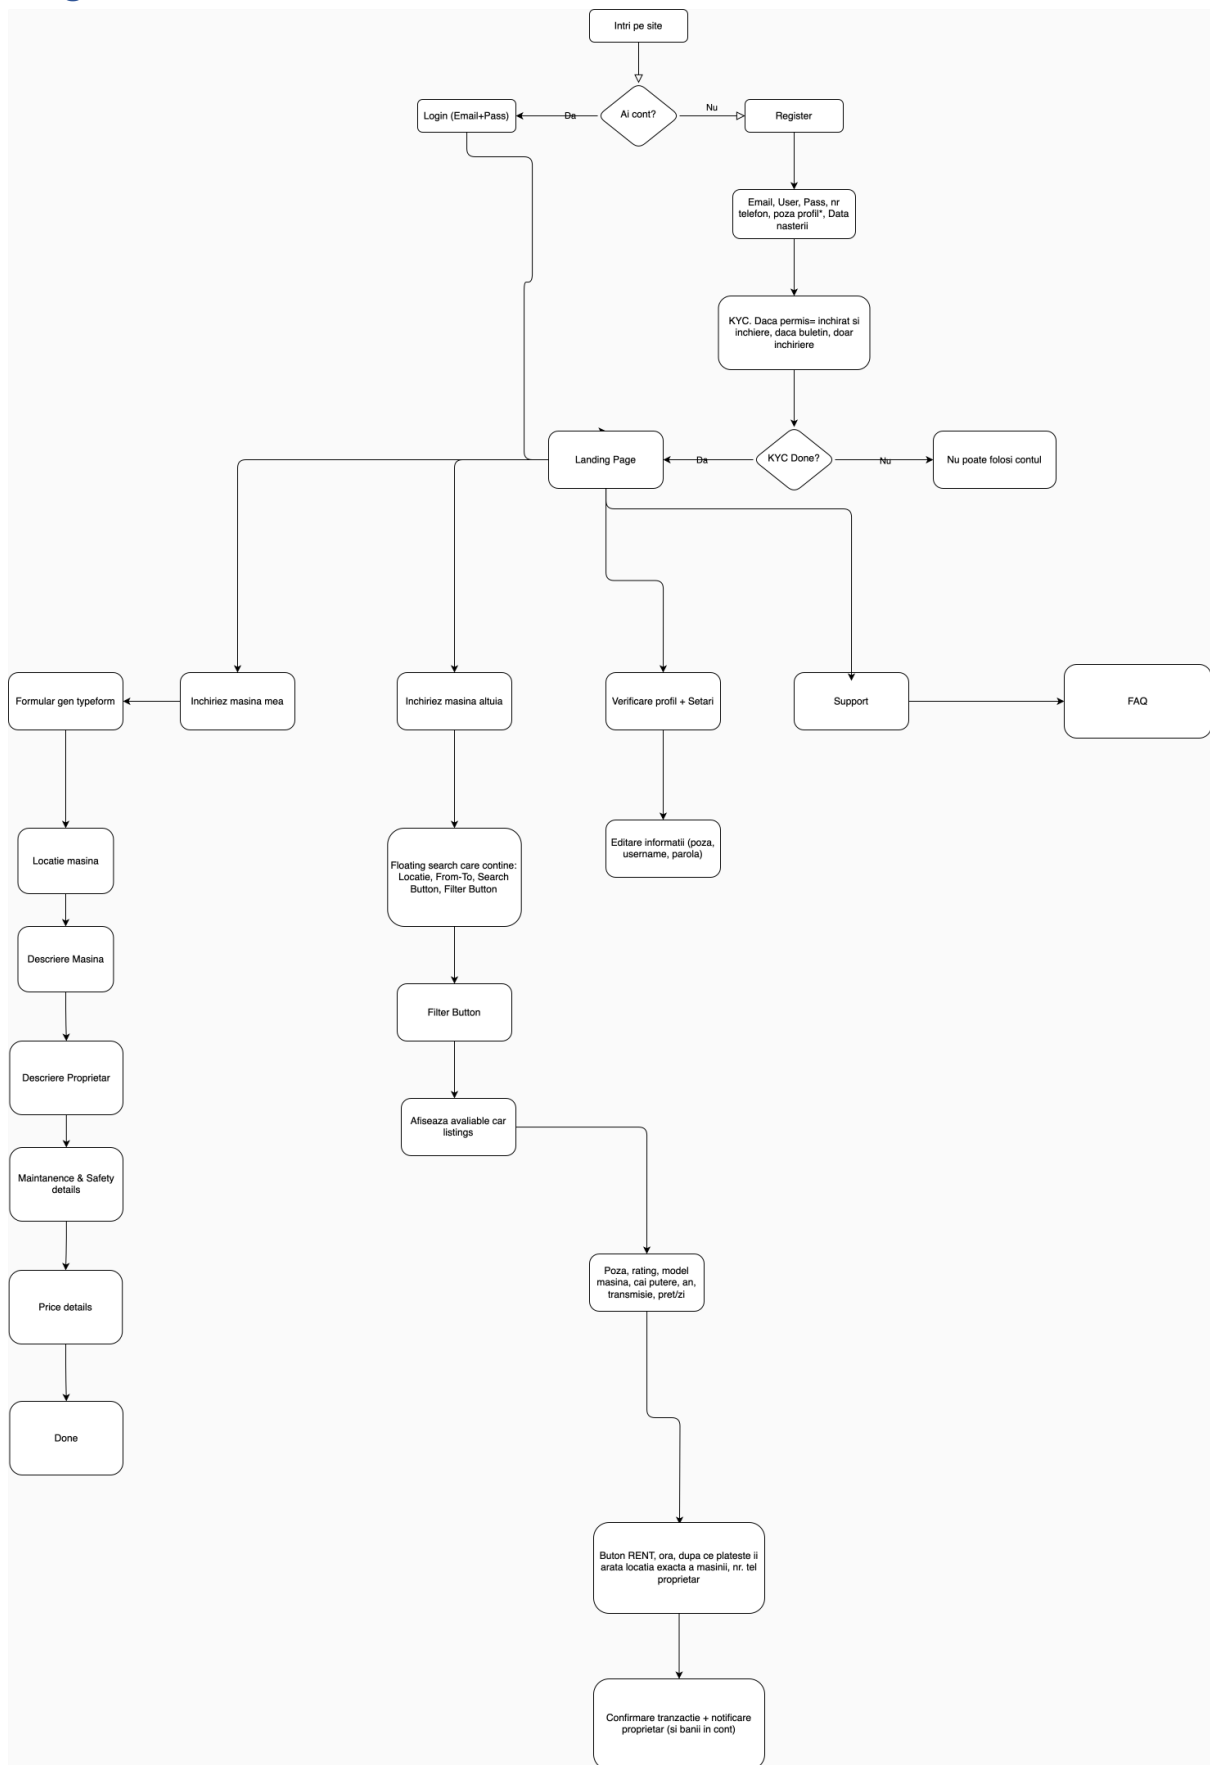 Intri pe site
Ai cont?
Da
Nu
Login (Email+Pass)
Register
Email, User, Pass, nr
telefon, poza profil*, Data
nasterii
KYC. Daca permis= inchirat si
inchiere, daca buletin, doar
inchiriere
Landing Page
Da
KYC Done?
Nu
Nu poate folosi contul
Formular gen typeform
Inchiriez masina mea
Inchiriez masina altuia
Verificare profil + Setari
Support
FAQ
Locatie masina
Descriere Masina
Descriere Proprietar
Maintanence & Safety
details
Price details
Done
Floating search care contine:
Locatie, From-To, Search
Button, Filter Button
Filter Button
Afiseaza avaliable car
listings
Editare informatii (poza,
username, parola)
Poza, rating, model
masina, cai putere, an,
transmisie, pret/zi
Buton RENT, ora, dupa ce plateste ii
arata locatia exacta a masinii, nr. tel
proprietar
Confirmare tranzactie + notificare
proprietar (si banii in cont)